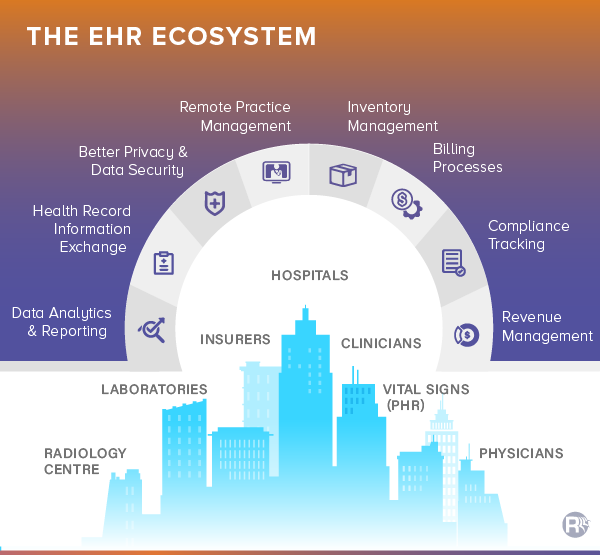 THE EHR ECOSYSTEM
Remote Practice
Management
Inventory
Management
Better Privacy &
Data Security
Billing
Processes
Health Record
Information
Exchange
Compliance
Tracking
Data Analytics
& Reporting
Revenue
Management
HOSPITALS
INSURERS
CLINICIANS
LABORATORIES
VITAL SIGNS
(PHR)
RADIOLOGY
CENTRE
PHYSICIANS
R